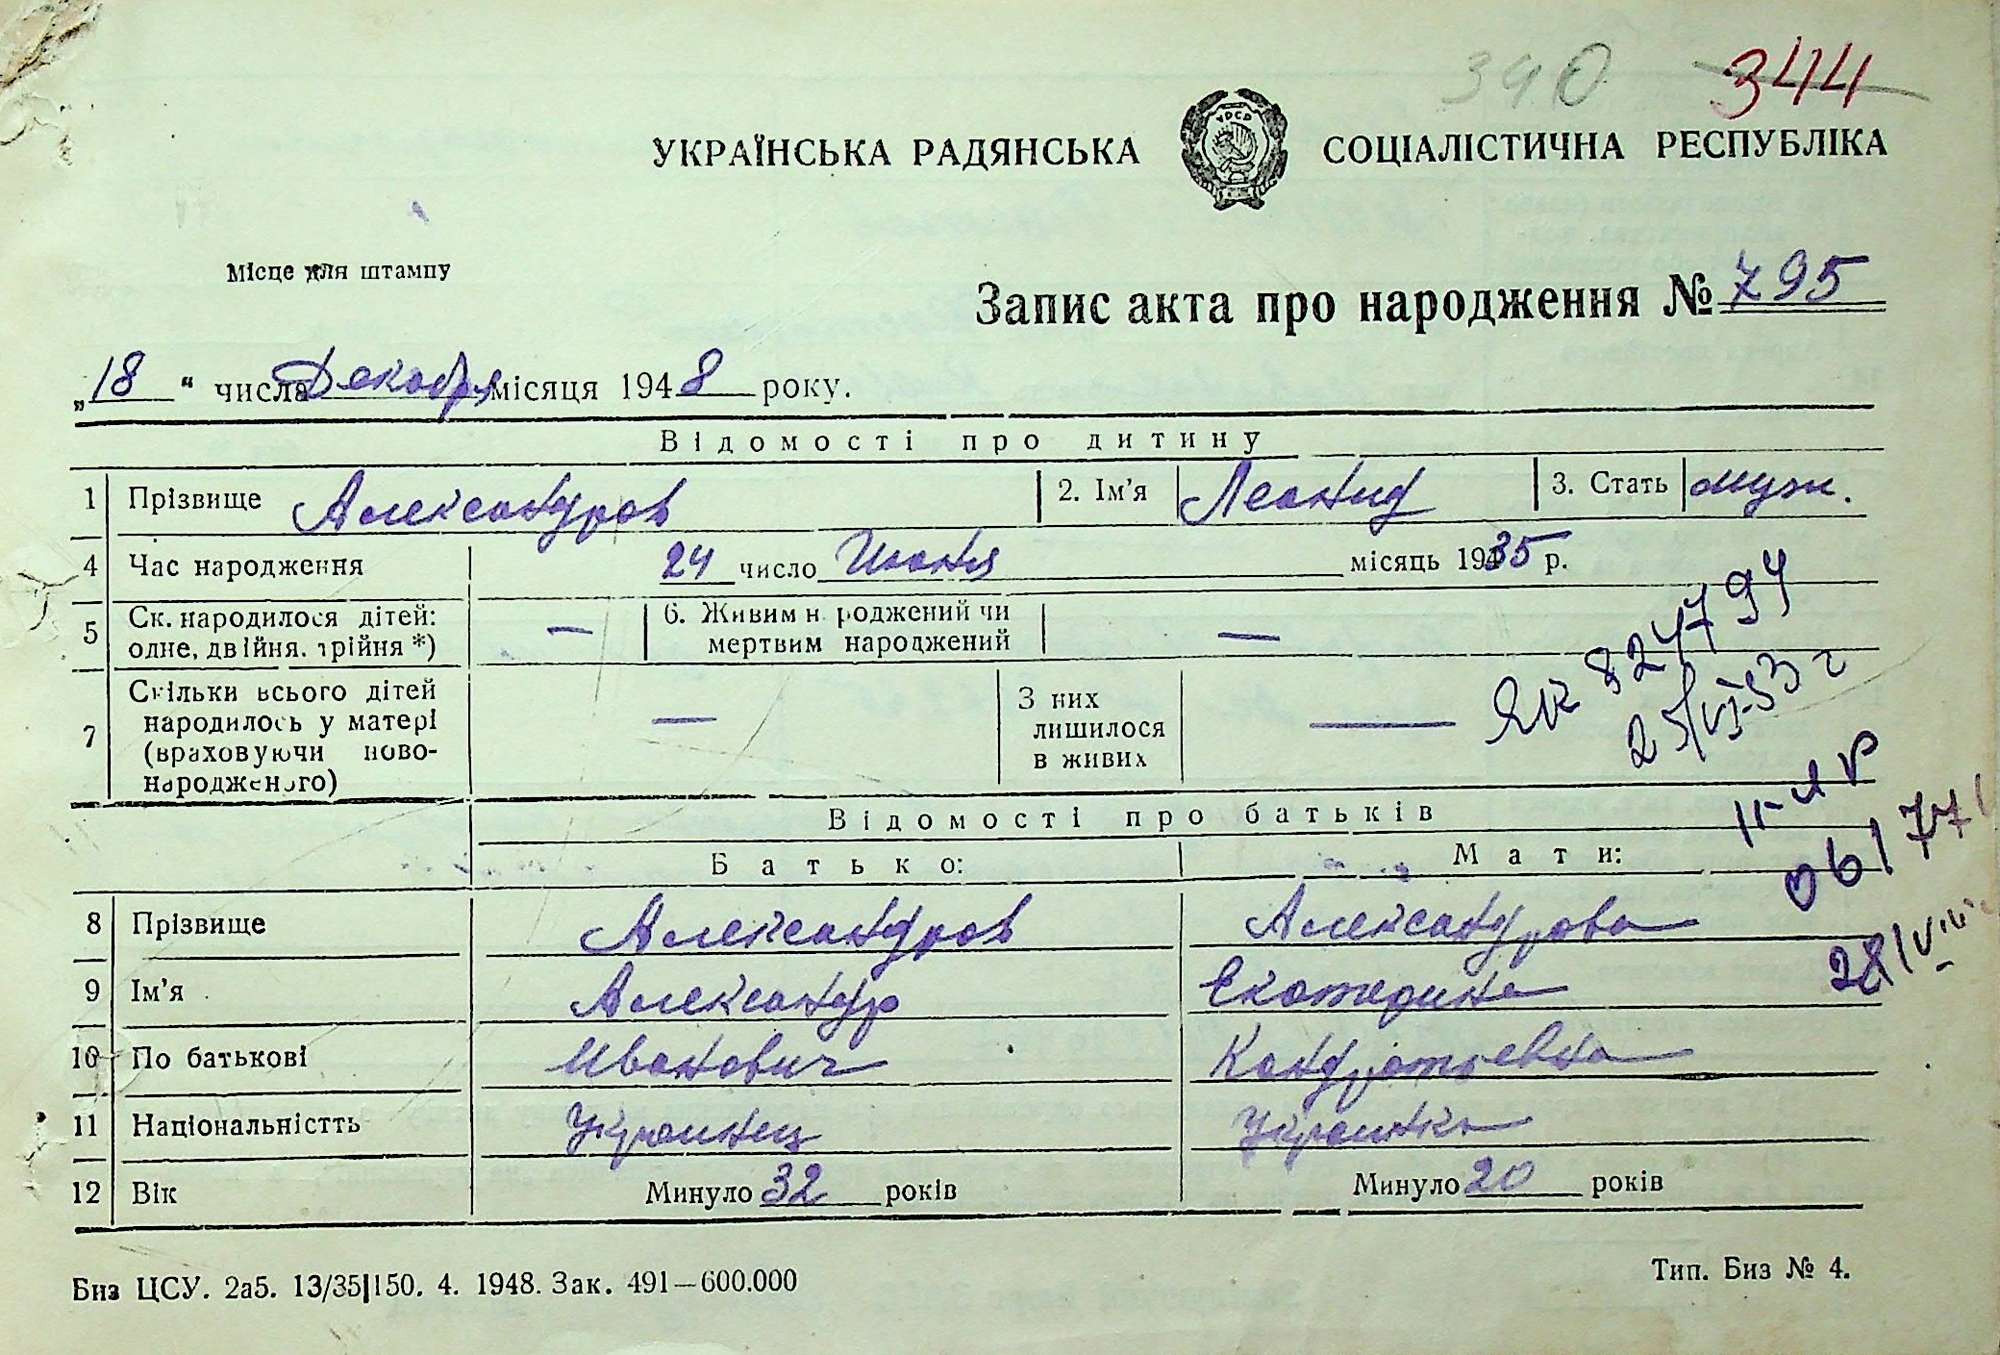 390 344
УКРАЇНСЬКА РАДЯНСЬКА УРСР СОЦІАЛІСТИЧНА РЕСПУБЛІКА
Місце для штампу
Запис акта про народження № 795
„18“ числа Декабря місяця 1948 року.
Відомості про дитину
1 Прізвище Александров 2. Ім'я Леонид 3. Стать муж.
4 Час народження 24 число Июня місяць 1935 р.
5 Ск. народилося дітей: одне, двійня, трійня *) — 6. Живим народжений чи мертвим народжений —
7 Скільки всього дітей народилось у матері (враховуючи новонародженого) — З них лишилося в живих —
824794
061771
Відомості про батьків
Батько: Мати:
8 Прізвище Александров Александрова
9 Ім'я Александр Екатерина
10 По батькові Иванович Кондратьевна
11 Національністть Украинец Украинка
12 Вік Минуло 32 років Минуло 20 років
Биз ЦСУ. 2а5. 13/35|150. 4. 1948. Зак. 491—600.000 Тип. Биз № 4.